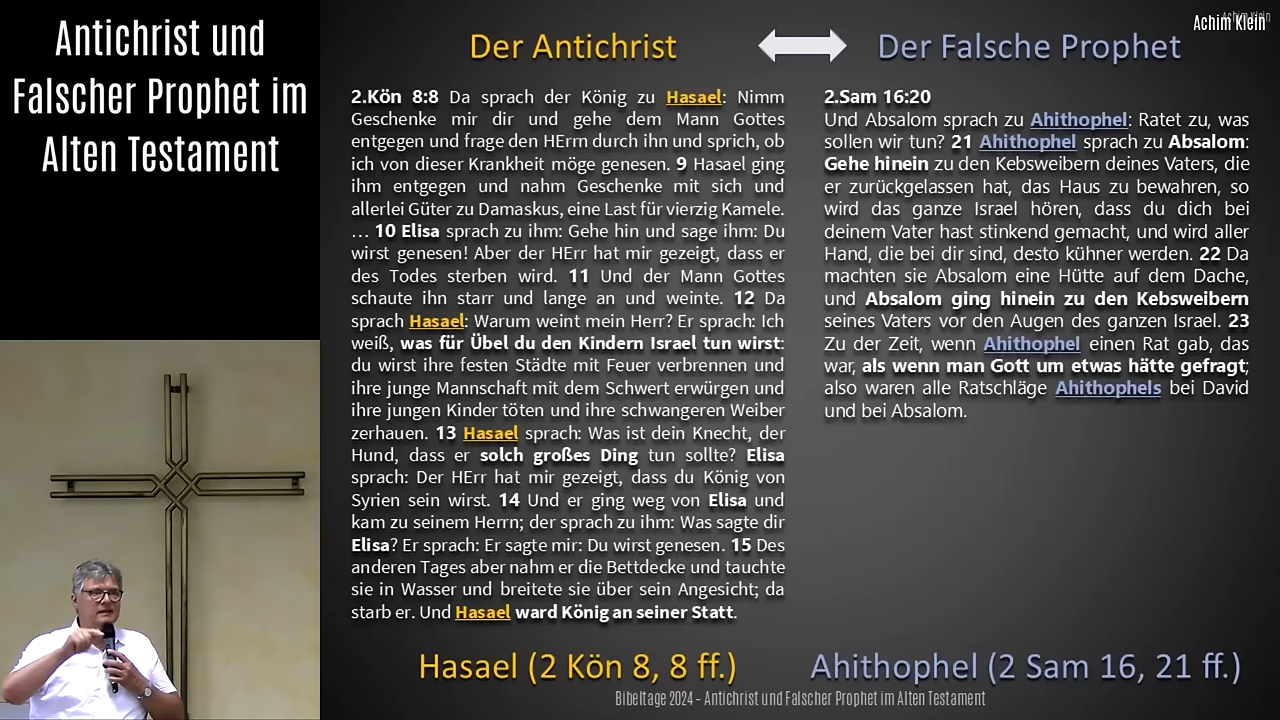 Antichrist und
Falscher Prophet im
Alten Testament
Achim Klein
Achim Klein
Der Antichrist
Der Falsche Prophet
2.Kön 8:8 Da sprach der König zu Hasael: Nimm
Geschenke mir dir und gehe dem Mann Gottes
entgegen und frage den HErrn durch ihn und sprich, ob
ich von dieser Krankheit möge genesen. 9 Hasael ging
ihm entgegen und nahm Geschenke mit sich und
allerlei Güter zu Damaskus, eine Last für vierzig Kamele.
… 10 Elisa sprach zu ihm: Gehe hin und sage ihm: Du
wirst genesen! Aber der HErr hat mir gezeigt, dass er
des Todes sterben wird. 11 Und der Mann Gottes
schaute ihn starr und lange an und weinte. 12 Da
sprach Hasael: Warum weint mein Herr? Er sprach: Ich
weiß, was für Übel du den Kindern Israel tun wirst:
du wirst ihre festen Städte mit Feuer verbrennen und
ihre junge Mannschaft mit dem Schwert erwürgen und
ihre jungen Kinder töten und ihre schwangeren Weiber
zerhauen. 13 Hasael sprach: Was ist dein Knecht, der
Hund, dass er solch großes Ding tun sollte? Elisa
sprach: Der HErr hat mir gezeigt, dass du König von
Syrien sein wirst. 14 Und er ging weg von Elisa und
kam zu seinem Herrn; der sprach zu ihm: Was sagte dir
Elisa? Er sprach: Er sagte mir: Du wirst genesen. 15 Des
anderen Tages aber nahm er die Bettdecke und tauchte
sie in Wasser und breitete sie über sein Angesicht; da
starb er. Und Hasael ward König an seiner Statt.
2.Sam 16:20
Und Absalom sprach zu Ahithophel: Ratet zu, was
sollen wir tun? 21 Ahithophel sprach zu Absalom:
Gehe hinein zu den Kebsweibern deines Vaters, die
er zurückgelassen hat, das Haus zu bewahren, so
wird das ganze Israel hören, dass du dich bei
deinem Vater hast stinkend gemacht, und wird aller
Hand, die bei dir sind, desto kühner werden. 22 Da
machten sie Absalom eine Hütte auf dem Dache,
und Absalom ging hinein zu den Kebsweibern
seines Vaters vor den Augen des ganzen Israel. 23
Zu der Zeit, wenn Ahithophel einen Rat gab, das
war, als wenn man Gott um etwas hätte gefragt;
also waren alle Ratschläge Ahithophels bei David
und bei Absalom.
Hasael (2 Kön 8, 8 ff.)
Ahithophel (2 Sam 16, 21 ff.)
Bibeltage 2024 – Antichrist und Falscher Prophet im Alten Testament